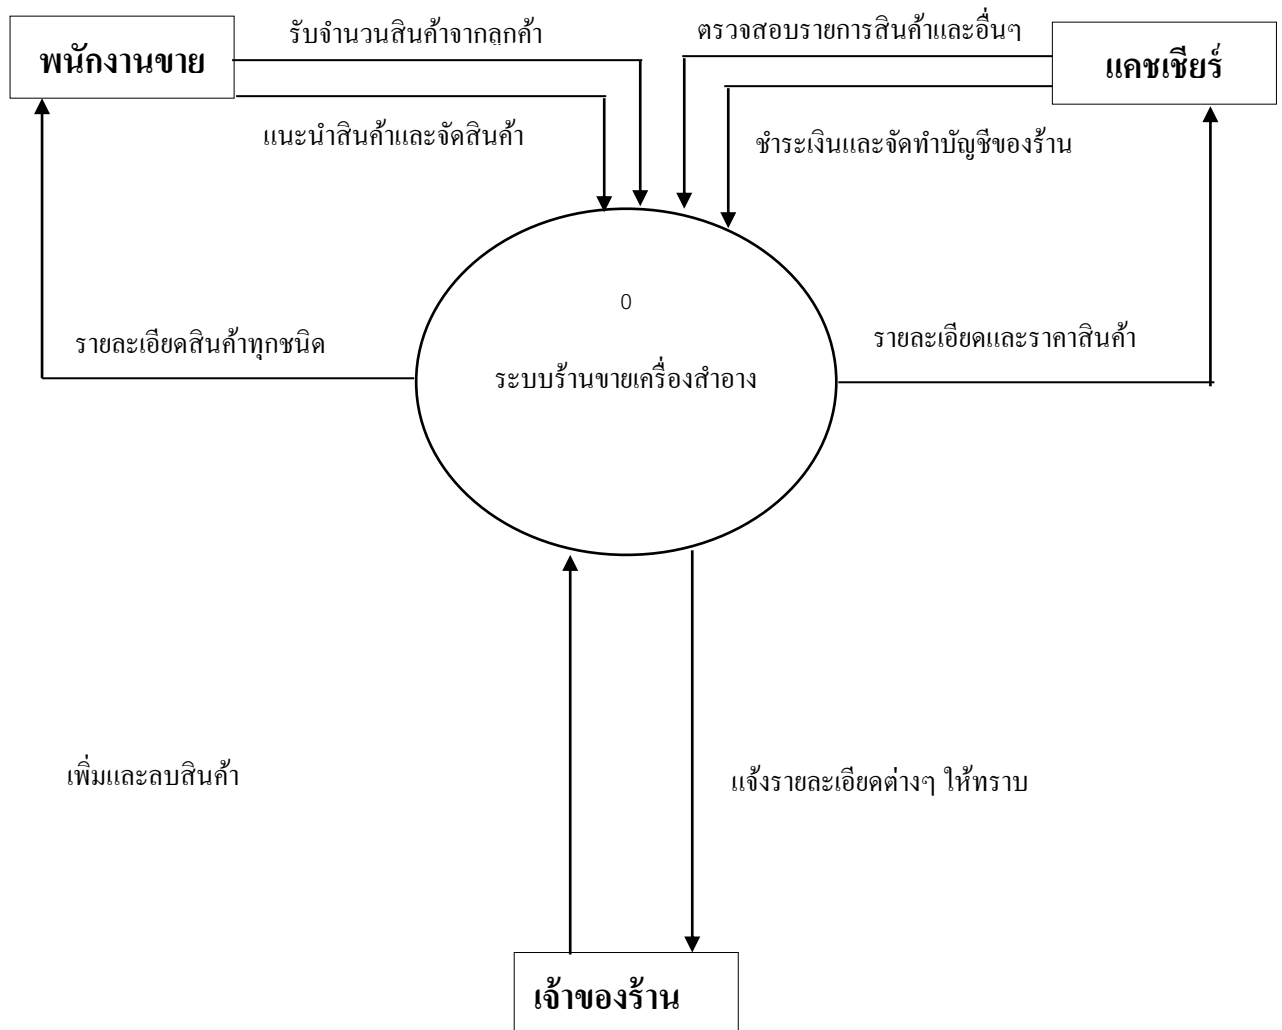 รับจำนวนสินค้าจากลูกค้า
ตรวจสอบรายการสินค้าและอื่นๆ
พนักงานขาย
แคชเชียร์
แนะนำสินค้าและจัดสินค้า
ชำระเงินและจัดทำบัญชีของร้าน
0
รายละเอียดสินค้าทุกชนิด
รายละเอียดและราคาสินค้า
ระบบร้านขายเครื่องสำอาง
เพิ่มและลบสินค้า
แจ้งรายละเอียดต่างๆ ให้ทราบ
เจ้าของร้าน